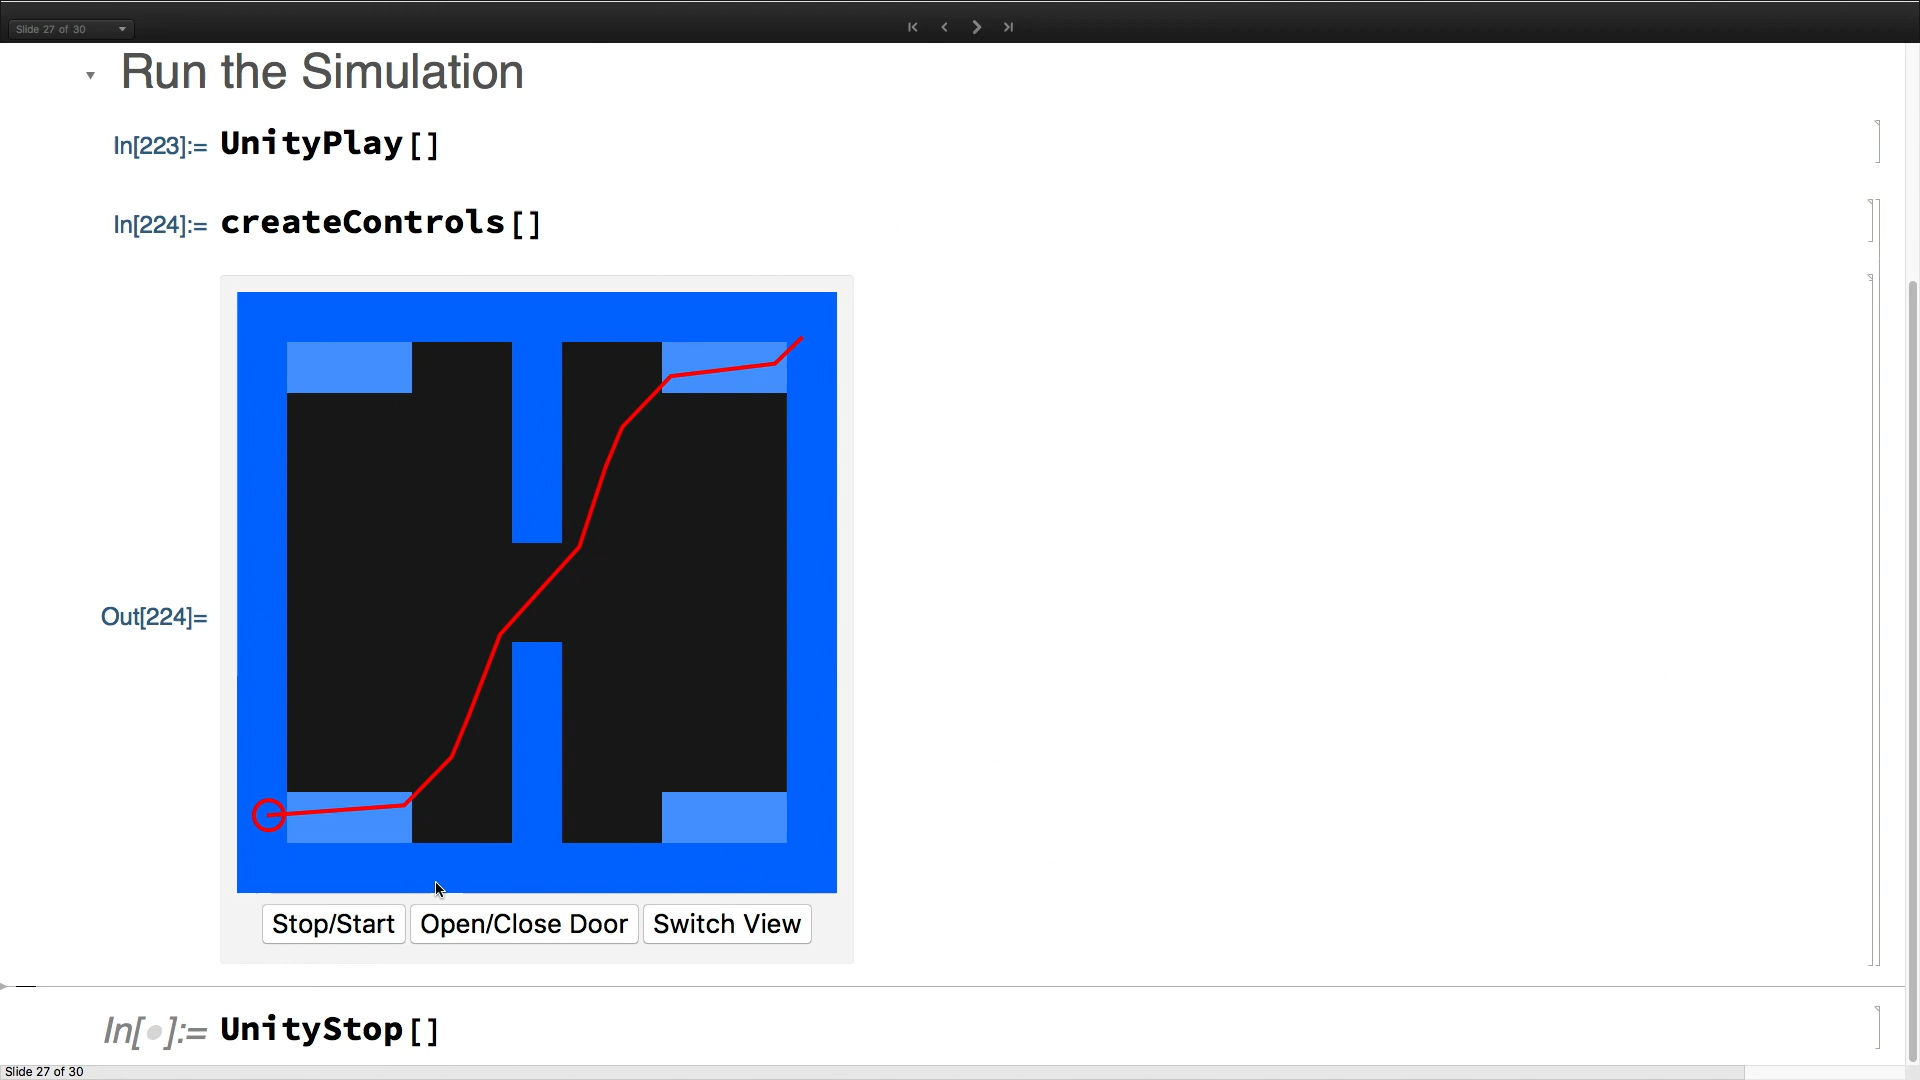 Slide 27 of 30
Run the Simulation
In[223]:= UnityPlay[]
In[224]:= createControls[]
Out[224]=
Stop/Start Open/Close Door Switch View
In[●]:= UnityStop[]
Slide 27 of 30